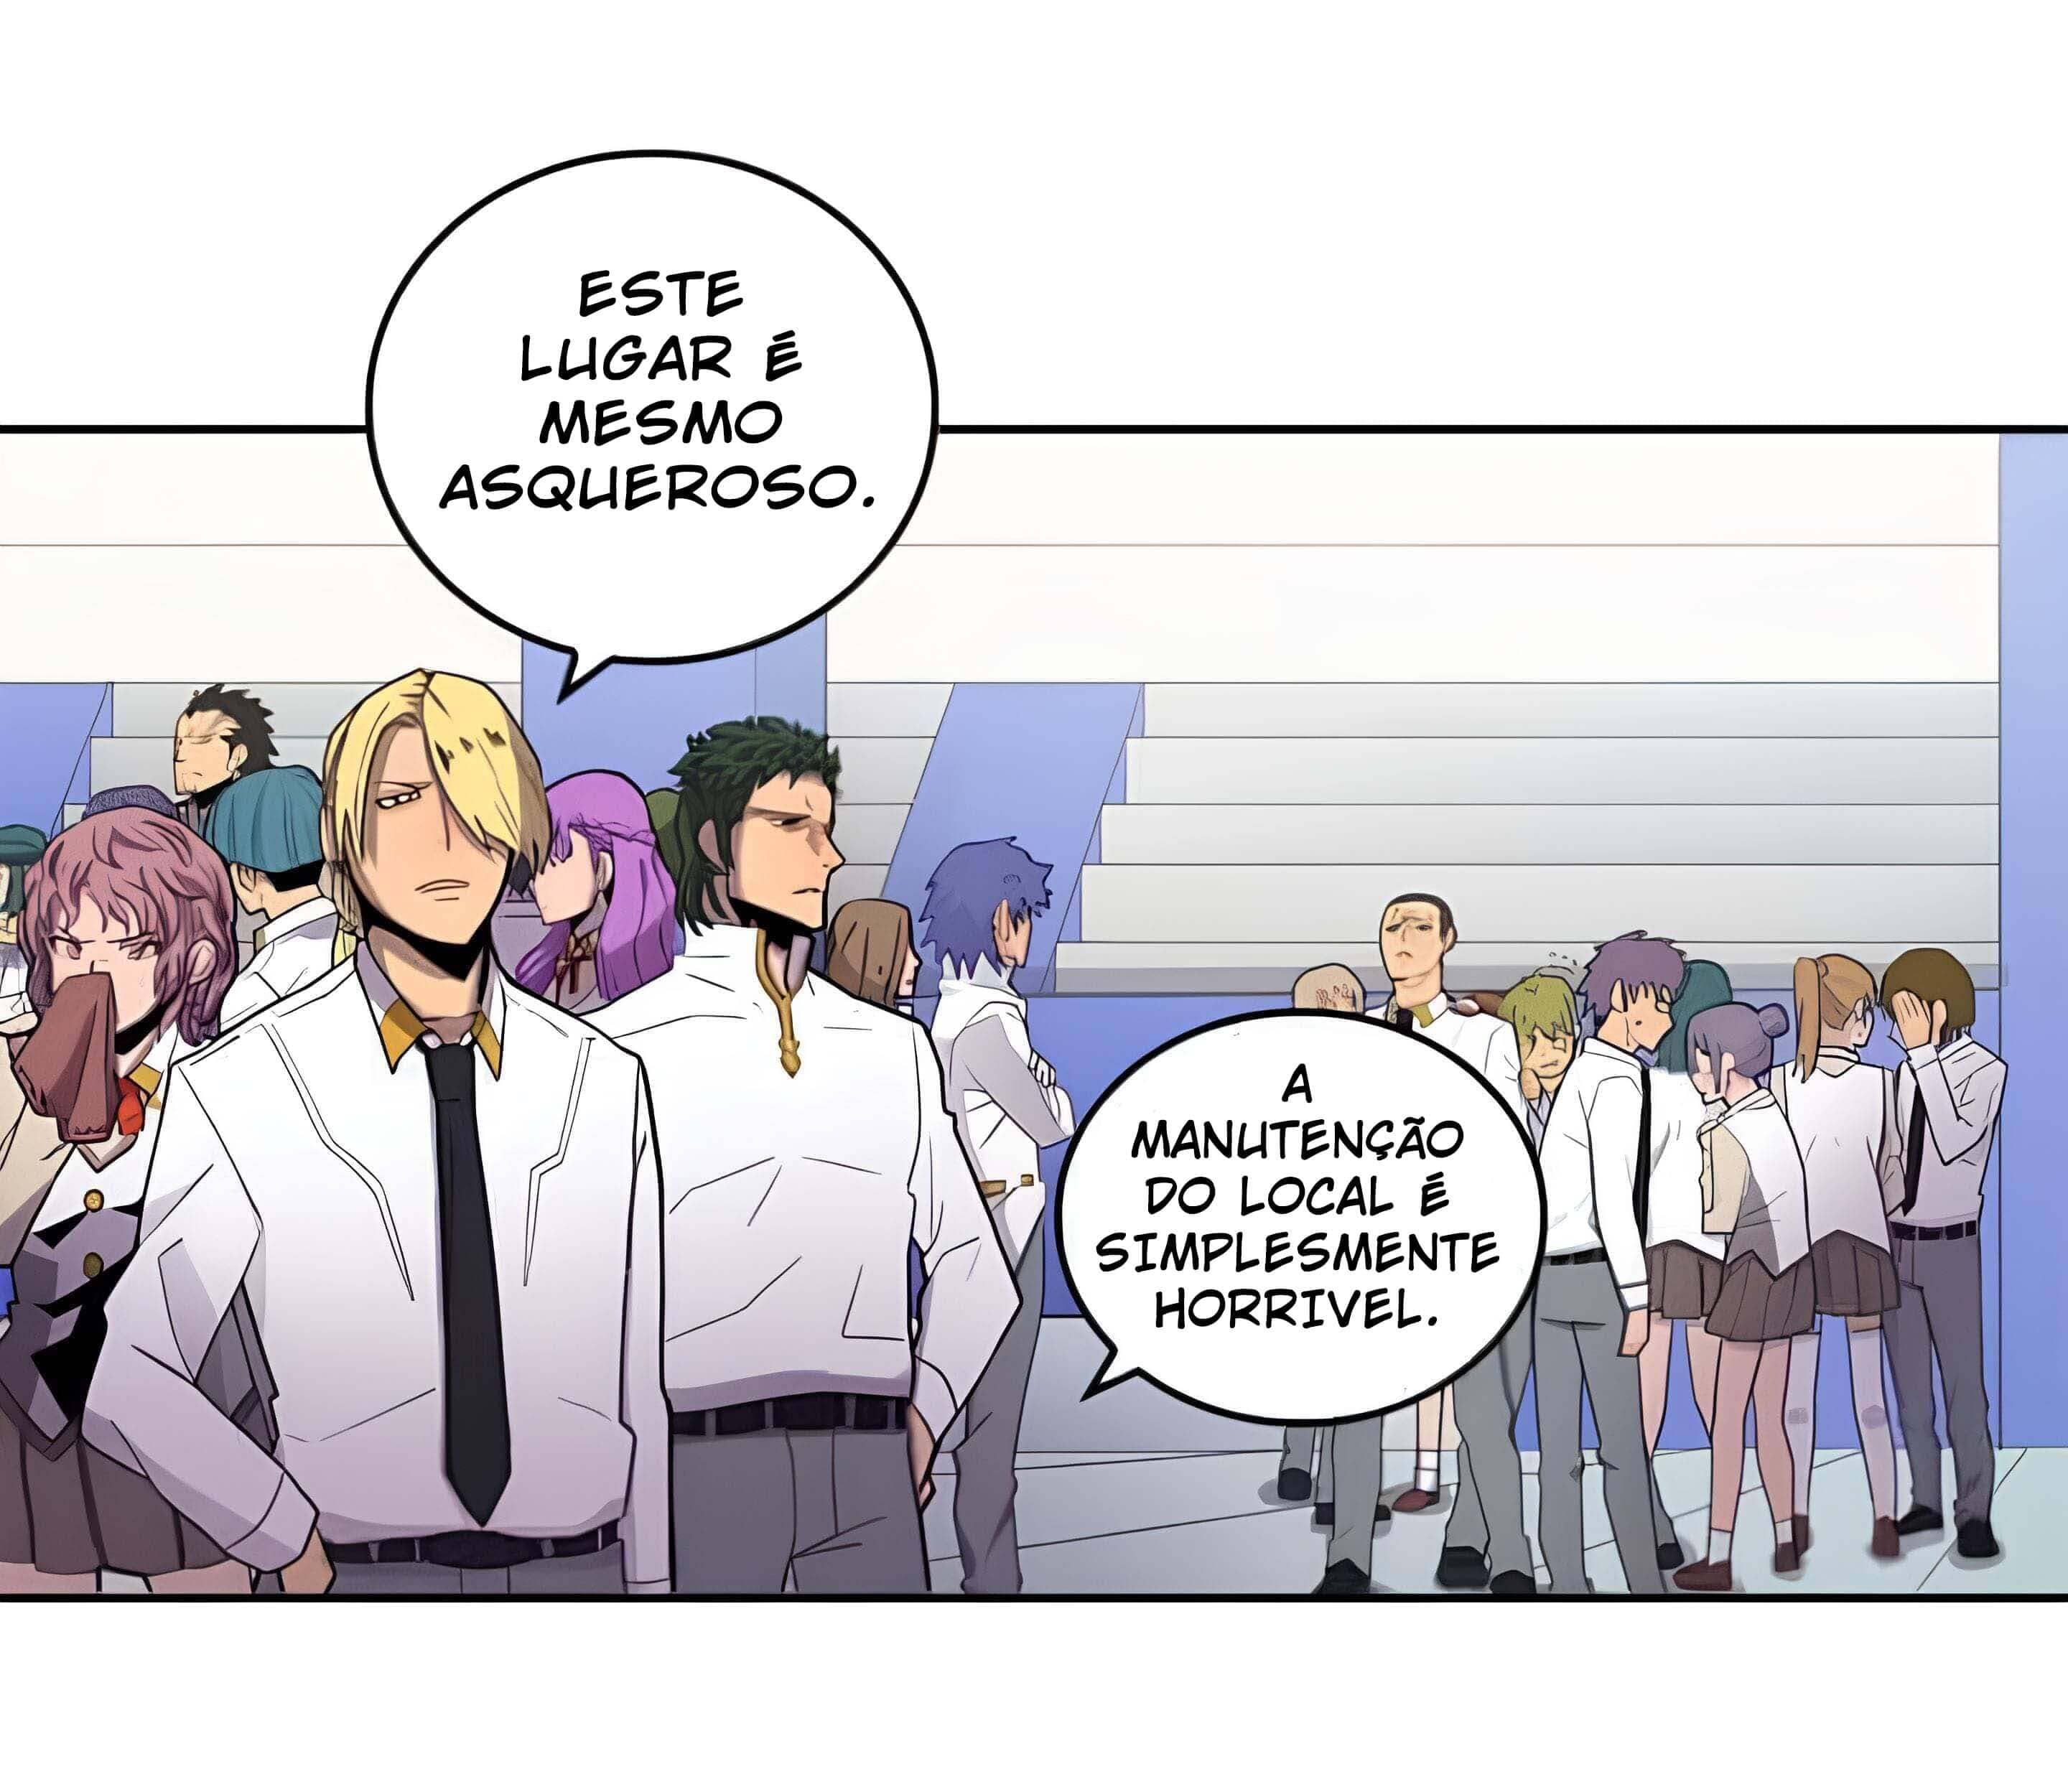 ESTE
LUGAR É
MESMO
ASQUEROSO.
A
MANUTENÇÃO
DO LOCAL É
SIMPLESMENTE
HORRIVEL.